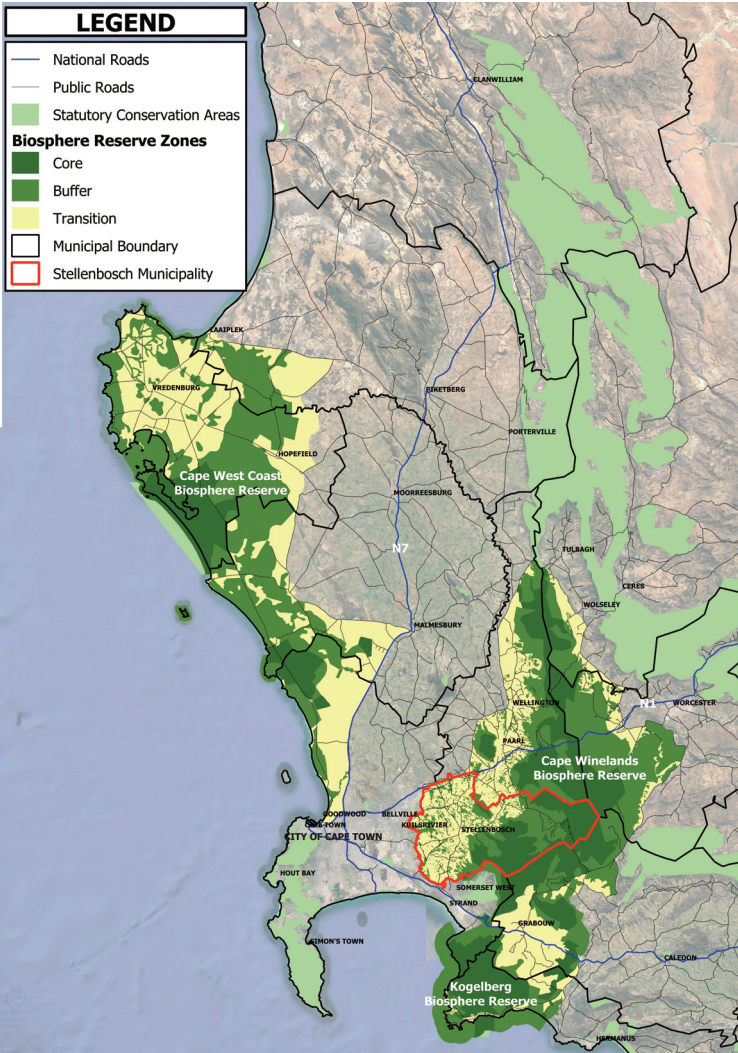 LEGEND
National Roads
Public Roads
Statutory Conservation Areas
Biosphere Reserve Zones
Core
Buffer
Transition
Municipal Boundary
Stellenbosch Municipality
CLANWILLIAM
LAAIPLEK
VREDENBURG
PIKETBERG
PORTERVILLE
HOPEFIELD
Cape West Coast
Biosphere Reserve
MOORREESBURG
N7
TULBAGH
CERES
WOLSELEY
MALMESBURY
WELLINGTON
N1
WORCESTER
PAARL
Cape Winelands
Biosphere Reserve
GOODWOOD
BELLVILLE
KUILSRIVIER
STELLENBOSCH
CITY OF CAPE TOWN
HOUT BAY
SOMERSET WEST
STRAND
GRABOUW
SIMON'S TOWN
CALEDON
Kogelberg
Biosphere Reserve
HERMANUS